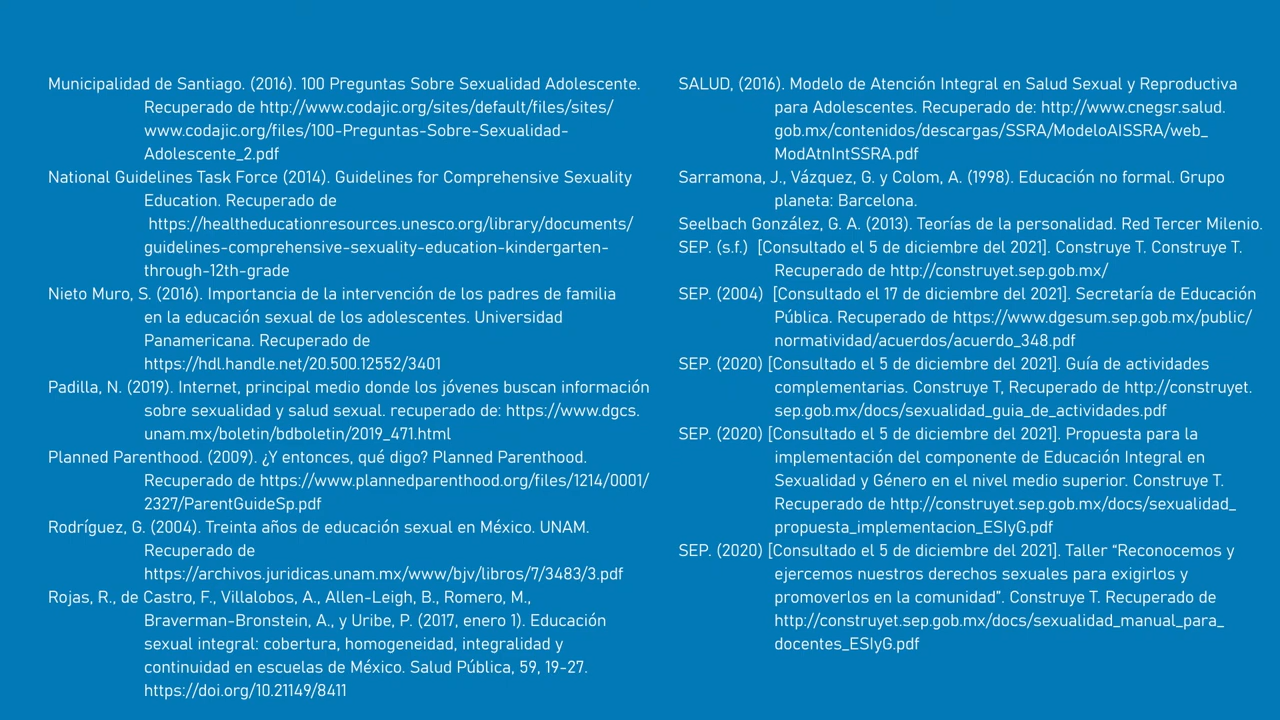 Municipalidad de Santiago. (2016). 100 Preguntas Sobre Sexualidad Adolescente.
Recuperado de http://www.codajic.org/sites/default/files/sites/
www.codajic.org/files/100-Preguntas-Sobre-Sexualidad-
Adolescente_2.pdf
National Guidelines Task Force (2014). Guidelines for Comprehensive Sexuality
Education. Recuperado de
https://healtheducationresources.unesco.org/library/documents/
guidelines-comprehensive-sexuality-education-kindergarten-
through-12th-grade
Nieto Muro, S. (2016). Importancia de la intervención de los padres de familia
en la educación sexual de los adolescentes. Universidad
Panamericana. Recuperado de
https://hdl.handle.net/20.500.12552/3401
Padilla, N. (2019). Internet, principal medio donde los jóvenes buscan información
sobre sexualidad y salud sexual. recuperado de: https://www.dgcs.
unam.mx/boletin/bdboletin/2019_471.html
Planned Parenthood. (2009). ¿Y entonces, qué digo? Planned Parenthood.
Recuperado de https://www.plannedparenthood.org/files/1214/0001/
2327/ParentGuideSp.pdf
Rodríguez, G. (2004). Treinta años de educación sexual en México. UNAM.
Recuperado de
https://archivos.juridicas.unam.mx/www/bjv/libros/7/3483/3.pdf
Rojas, R., de Castro, F., Villalobos, A., Allen-Leigh, B., Romero, M.,
Braverman-Bronstein, A., y Uribe, P. (2017, enero 1). Educación
sexual integral: cobertura, homogeneidad, integralidad y
continuidad en escuelas de México. Salud Pública, 59, 19-27.
https://doi.org/10.21149/8411
SALUD, (2016). Modelo de Atención Integral en Salud Sexual y Reproductiva
para Adolescentes. Recuperado de: http://www.cnegsr.salud.
gob.mx/contenidos/descargas/SSRA/ModeloAISSRA/web_
ModAtnIntSSRA.pdf
Sarramona, J., Vázquez, G. y Colom, A. (1998). Educación no formal. Grupo
planeta: Barcelona.
Seelbach González, G. A. (2013). Teorías de la personalidad. Red Tercer Milenio.
SEP. (s.f.) [Consultado el 5 de diciembre del 2021]. Construye T. Construye T.
Recuperado de http://construyet.sep.gob.mx/
SEP. (2004) [Consultado el 17 de diciembre del 2021]. Secretaría de Educación
Pública. Recuperado de https://www.dgesum.sep.gob.mx/public/
normatividad/acuerdos/acuerdo_348.pdf
SEP. (2020) [Consultado el 5 de diciembre del 2021]. Guía de actividades
complementarias. Construye T, Recuperado de http://construyet.
sep.gob.mx/docs/sexualidad_guia_de_actividades.pdf
SEP. (2020) [Consultado el 5 de diciembre del 2021]. Propuesta para la
implementación del componente de Educación Integral en
Sexualidad y Género en el nivel medio superior. Construye T.
Recuperado de http://construyet.sep.gob.mx/docs/sexualidad_
propuesta_implementacion_ESIyG.pdf
SEP. (2020) [Consultado el 5 de diciembre del 2021]. Taller “Reconocemos y
ejercemos nuestros derechos sexuales para exigirlos y
promoverlos en la comunidad”. Construye T. Recuperado de
http://construyet.sep.gob.mx/docs/sexualidad_manual_para_
docentes_ESIyG.pdf